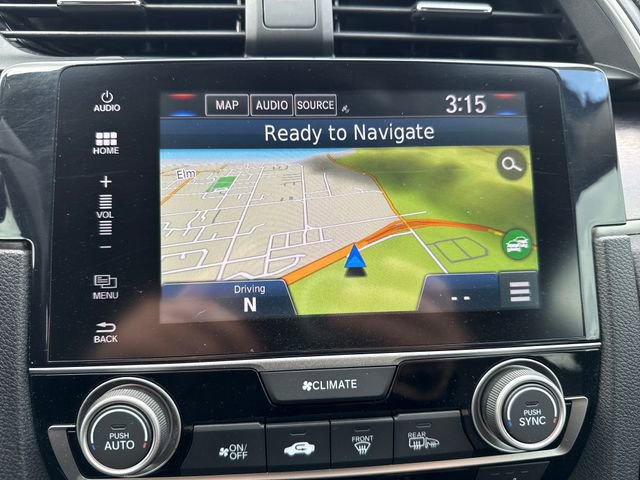 AUDIO
MAP AUDIO SOURCE 3:15
Ready to Navigate
HOME
Elm
+
VOL
−
Driving
N
- -
MENU
BACK
CLIMATE
PUSH
AUTO
ON/
OFF
FRONT
REAR
PUSH
SYNC